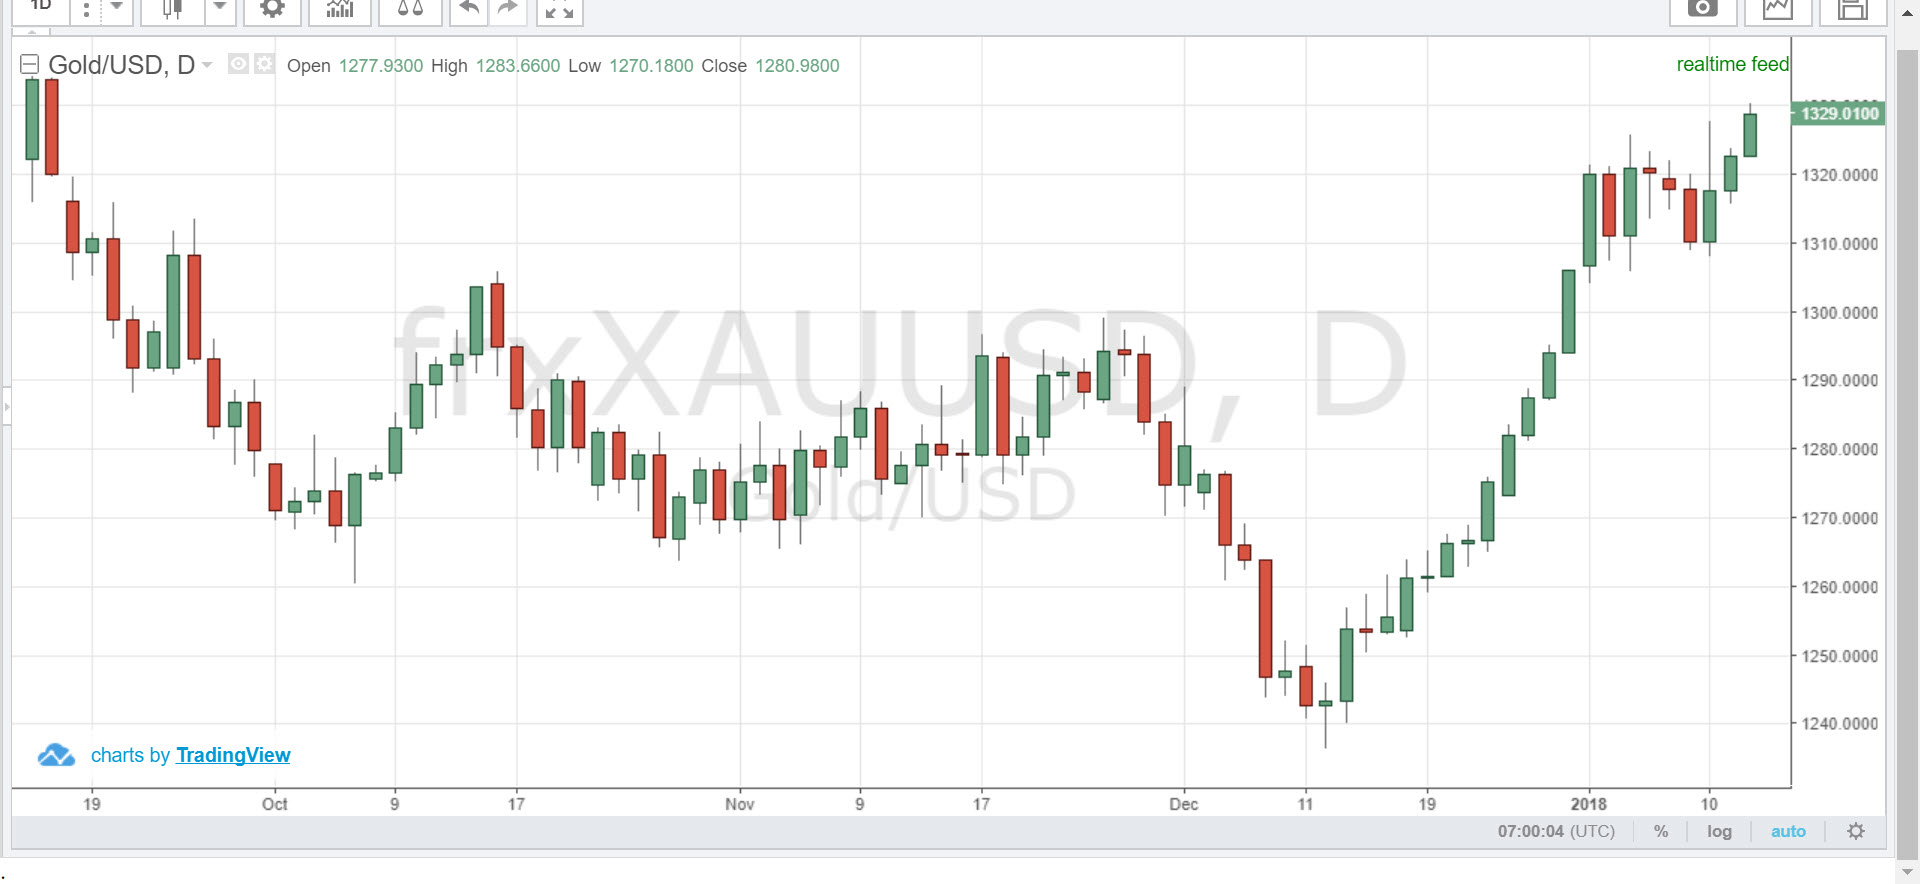 1D
Gold/USD, D Open 1277.9300 High 1283.6600 Low 1270.1800 Close 1280.9800
realtime feed
1329.0100
1320.0000
1310.0000
1300.0000
1290.0000
1280.0000
1270.0000
1260.0000
1250.0000
1240.0000
frxXAUUSD, D
Gold/USD
charts by TradingView
19 Oct 9 17 Nov 9 17 Dec 11 19 2018 10
07:00:04 (UTC) % log auto